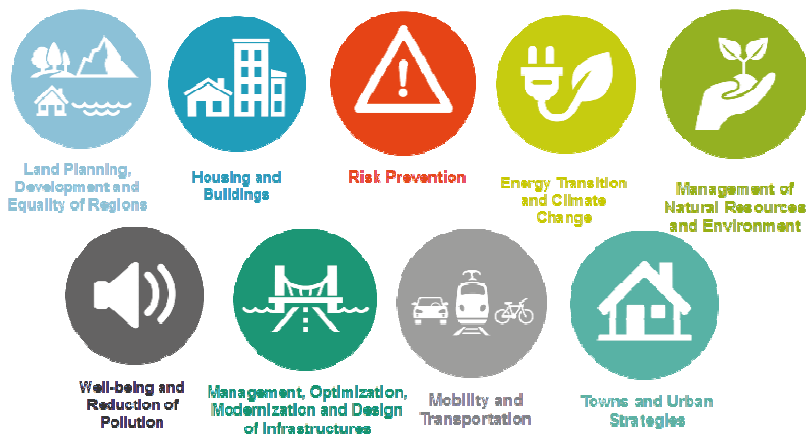 Land Planning,
Development and
Equality of Regions
Housing and
Buildings
Risk Prevention
Energy Transition
and Climate
Change
Management of
Natural Resources
and Environment
Well-being and
Reduction of
Pollution
Management, Optimization,
Modernization and Design
of Infrastructures
Mobility and
Transportation
Towns and Urban
Strategies